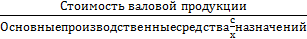 Стоимость валовой продукции
Основныепроизводственныесредства с/х назначений